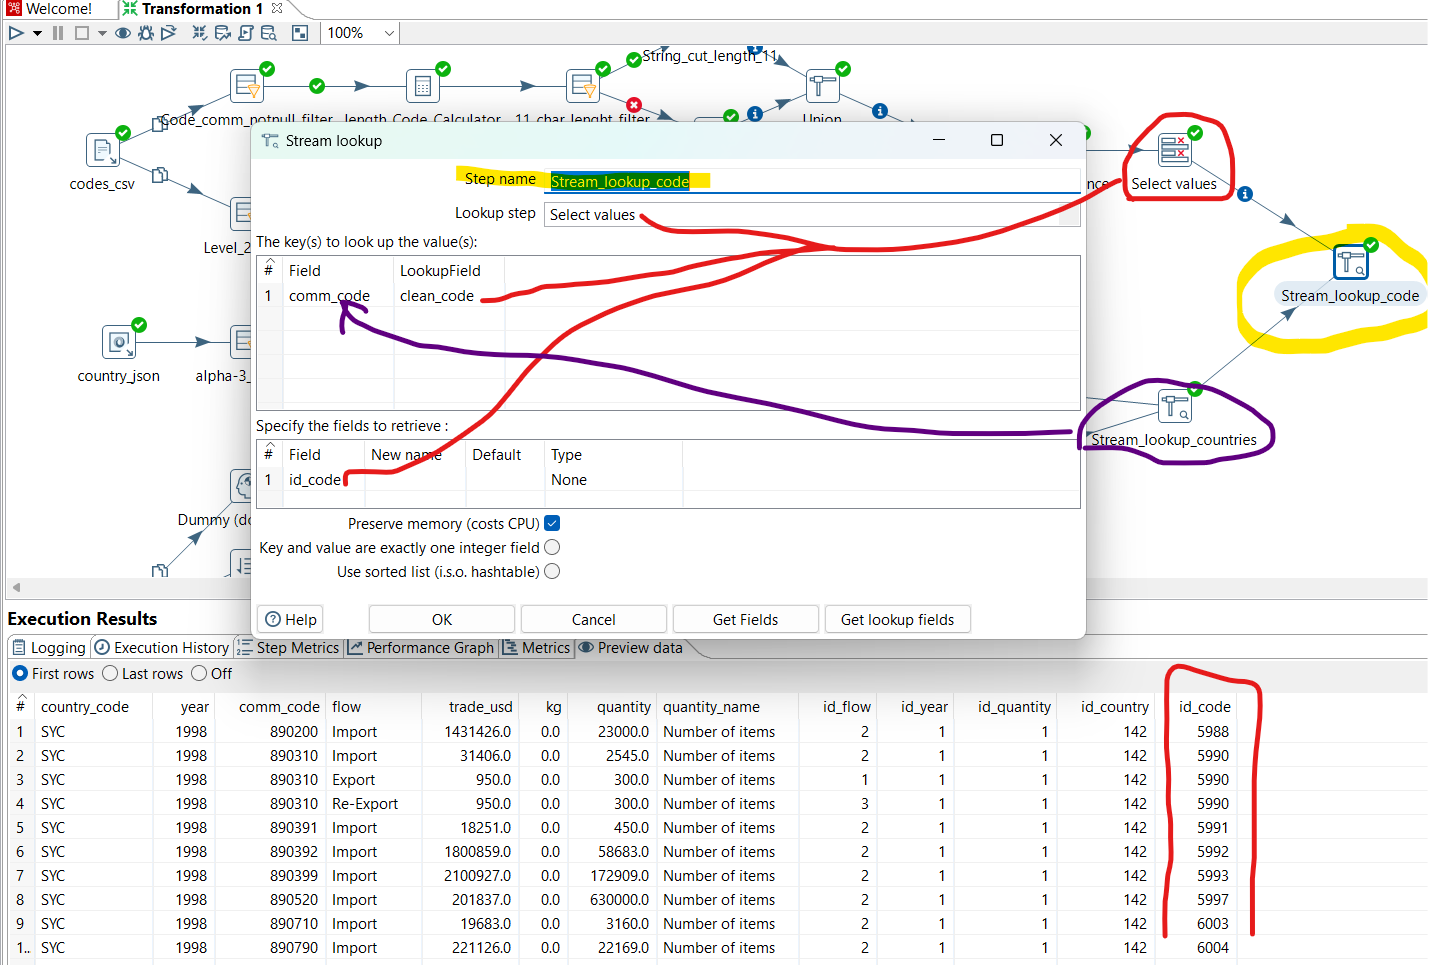 Welcome!
Transformation 1
100%
String_cut_length_11
Code_comm_notnull_filter
length_Code_Calculator
11_char_lenght_filter
Union
codes_csv
Level_2
country_json
alpha-3_
Dummy (do
nce
Select values
Stream_lookup_code
Stream_lookup_countries
Stream lookup
Step name Stream_lookup_code
Lookup step Select values
The key(s) to look up the value(s):
# Field LookupField
1 comm_code clean_code
Specify the fields to retrieve :
# Field New name Default Type
1 id_code None
Preserve memory (costs CPU)
Key and value are exactly one integer field
Use sorted list (i.s.o. hashtable)
Help OK Cancel Get Fields Get lookup fields
Execution Results
Logging Execution History Step Metrics Performance Graph Metrics Preview data
First rows Last rows Off
# country_code year comm_code flow trade_usd kg quantity quantity_name id_flow id_year id_quantity id_country id_code
1 SYC 1998 890200 Import 1431426.0 0.0 23000.0 Number of items 2 1 1 142 5988
2 SYC 1998 890310 Import 31406.0 0.0 2545.0 Number of items 2 1 1 142 5990
3 SYC 1998 890310 Export 950.0 0.0 300.0 Number of items 1 1 1 142 5990
4 SYC 1998 890310 Re-Export 950.0 0.0 300.0 Number of items 3 1 1 142 5990
5 SYC 1998 890391 Import 18251.0 0.0 450.0 Number of items 2 1 1 142 5991
6 SYC 1998 890392 Import 1800859.0 0.0 58683.0 Number of items 2 1 1 142 5992
7 SYC 1998 890399 Import 2100927.0 0.0 172909.0 Number of items 2 1 1 142 5993
8 SYC 1998 890520 Import 201837.0 0.0 630000.0 Number of items 2 1 1 142 5997
9 SYC 1998 890710 Import 19683.0 0.0 3160.0 Number of items 2 1 1 142 6003
1.. SYC 1998 890790 Import 221126.0 0.0 22169.0 Number of items 2 1 1 142 6004